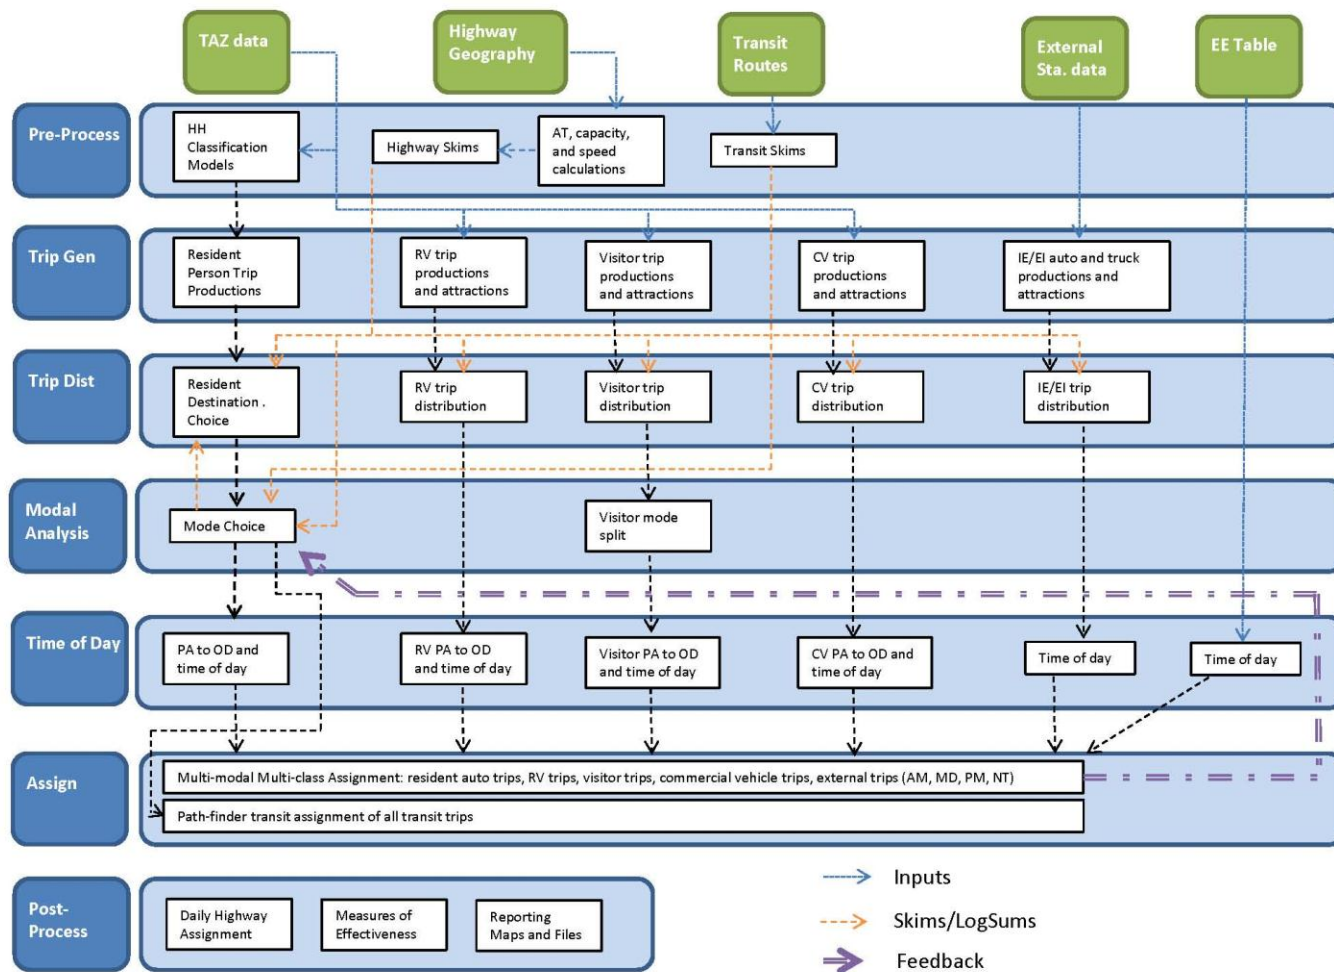 TAZ data
Highway
Geography
Transit
Routes
External
Sta. data
EE Table
Pre-Process
HH
Classification
Models
Highway Skims
AT, capacity,
and speed
calculations
Transit Skims
Trip Gen
Resident
Person Trip
Productions
RV trip
productions
and attractions
Visitor trip
productions
and attractions
CV trip
productions
and attractions
IE/EI auto and truck
productions and
attractions
Trip Dist
Resident
Destination .
Choice
RV trip
distribution
Visitor trip
distribution
CV trip
distribution
IE/EI trip
distribution
Modal
Analysis
Mode Choice
Visitor mode
split
Time of Day
PA to OD and
time of day
RV PA to OD
and time of day
Visitor PA to OD
and time of day
CV PA to OD and
time of day
Time of day
Time of day
Assign
Multi-modal Multi-class Assignment: resident auto trips, RV trips, visitor trips, commercial vehicle trips, external trips (AM, MD, PM, NT)
Path-finder transit assignment of all transit trips
Post-
Process
Daily Highway
Assignment
Measures of
Effectiveness
Reporting
Maps and Files
Inputs
Skims/LogSums
Feedback